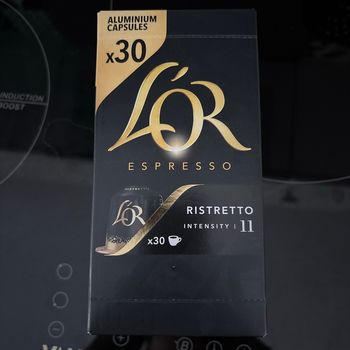 ALUMINIUM
CAPSULES
x30
L'OR
ESPRESSO
L'OR
x30
RISTRETTO
INTENSITY | 11
INDUCTION
BOOST
B